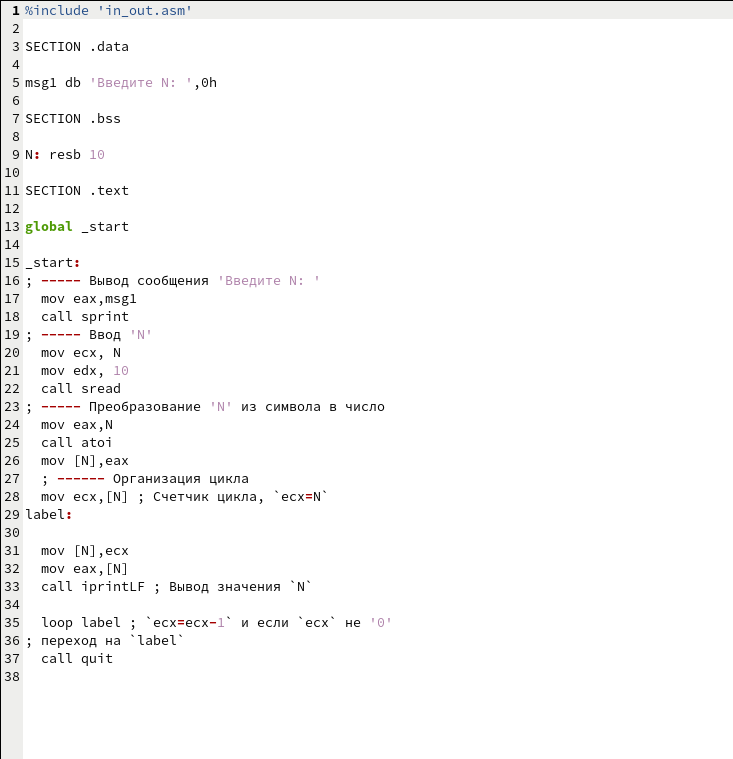 1 %include 'in_out.asm'
2
3 SECTION .data
4
5 msg1 db 'Введите N: ',0h
6
7 SECTION .bss
8
9 N: resb 10
10
11 SECTION .text
12
13 global _start
14
15 _start:
16 ; ----- Вывод сообщения 'Введите N: '
17   mov eax,msg1
18   call sprint
19 ; ----- Ввод 'N'
20   mov ecx, N
21   mov edx, 10
22   call sread
23 ; ----- Преобразование 'N' из символа в число
24   mov eax,N
25   call atoi
26   mov [N],eax
27   ; ------ Организация цикла
28   mov ecx,[N] ; Счетчик цикла, `ecx=N`
29 label:
30
31   mov [N],ecx
32   mov eax,[N]
33   call iprintLF ; Вывод значения `N`
34
35   loop label ; `ecx=ecx-1` и если `ecx` не '0'
36 ; переход на `label`
37   call quit
38